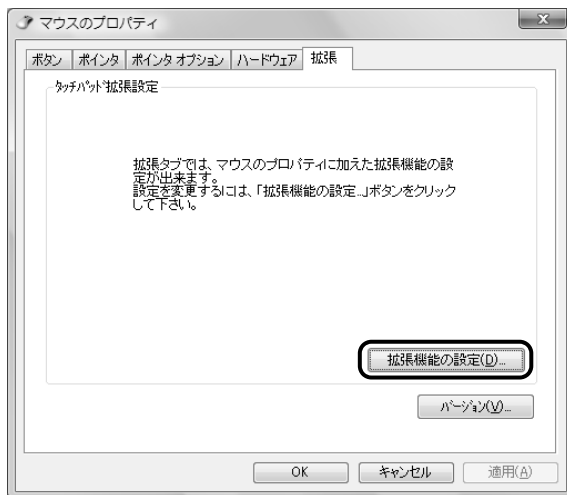 マウスのプロパティ
ボタン ポインタ ポインタ オプション ハードウェア 拡張
ﾀｯﾁﾊﾟｯﾄﾞ拡張設定
拡張タブでは、マウスのプロパティに加えた拡張機能の設
定が出来ます。
設定を変更するには、「拡張機能の設定...」ボタンをクリック
して下さい。
拡張機能の設定(D)...
ﾊﾞｰｼﾞｮﾝ(V)...
OK キャンセル 適用(A)